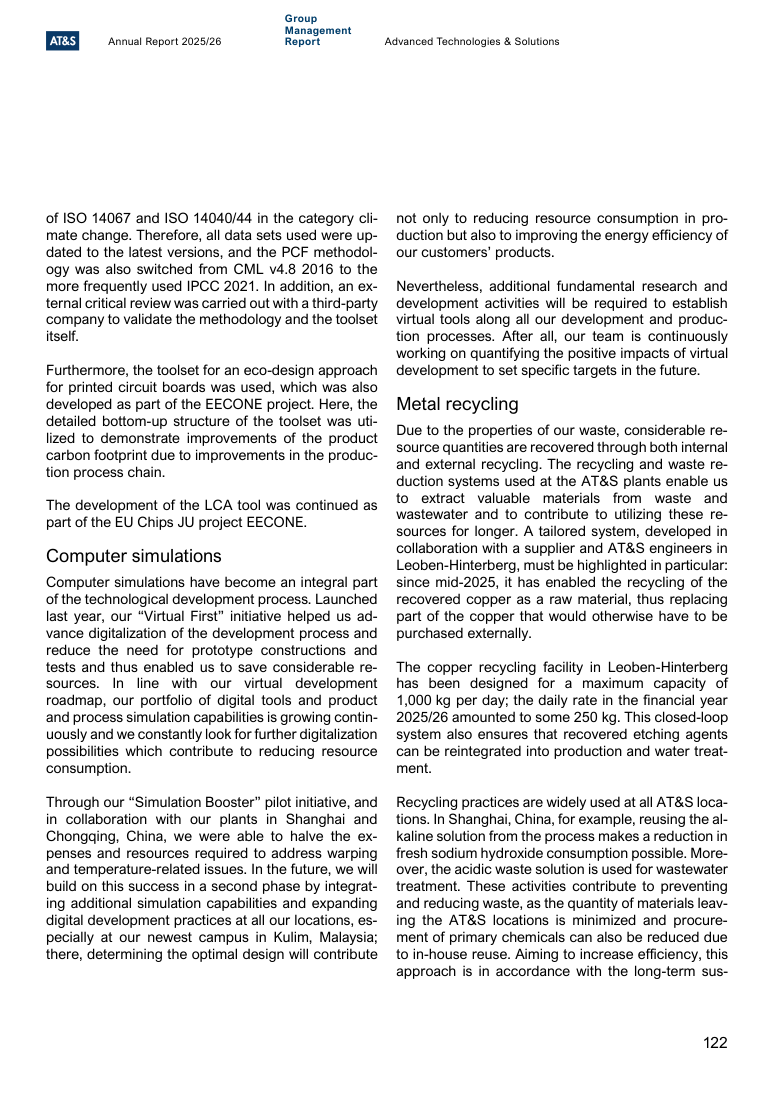 Group
Management
Report
AT&S
Annual Report 2025/26
Advanced Technologies & Solutions
of ISO 14067 and ISO 14040/44 in the category cli-
mate change. Therefore, all data sets used were up-
dated to the latest versions, and the PCF methodol-
ogy was also switched from CML v4.8 2016 to the
more frequently used IPCC 2021. In addition, an ex-
ternal critical review was carried out with a third-party
company to validate the methodology and the toolset
itself.
Furthermore, the toolset for an eco-design approach
for printed circuit boards was used, which was also
developed as part of the EECONE project. Here, the
detailed bottom-up structure of the toolset was uti-
lized to demonstrate improvements of the product
carbon footprint due to improvements in the produc-
tion process chain.
The development of the LCA tool was continued as
part of the EU Chips JU project EECONE.
Computer simulations
Computer simulations have become an integral part
of the technological development process. Launched
last year, our “Virtual First” initiative helped us ad-
vance digitalization of the development process and
reduce the need for prototype constructions and
tests and thus enabled us to save considerable re-
sources. In line with our virtual development
roadmap, our portfolio of digital tools and product
and process simulation capabilities is growing contin-
uously and we constantly look for further digitalization
possibilities which contribute to reducing resource
consumption.
Through our “Simulation Booster” pilot initiative, and
in collaboration with our plants in Shanghai and
Chongqing, China, we were able to halve the ex-
penses and resources required to address warping
and temperature-related issues. In the future, we will
build on this success in a second phase by integrat-
ing additional simulation capabilities and expanding
digital development practices at all our locations, es-
pecially at our newest campus in Kulim, Malaysia;
there, determining the optimal design will contribute
not only to reducing resource consumption in pro-
duction but also to improving the energy efficiency of
our customers’ products.
Nevertheless, additional fundamental research and
development activities will be required to establish
virtual tools along all our development and produc-
tion processes. After all, our team is continuously
working on quantifying the positive impacts of virtual
development to set specific targets in the future.
Metal recycling
Due to the properties of our waste, considerable re-
source quantities are recovered through both internal
and external recycling. The recycling and waste re-
duction systems used at the AT&S plants enable us
to extract valuable materials from waste and
wastewater and to contribute to utilizing these re-
sources for longer. A tailored system, developed in
collaboration with a supplier and AT&S engineers in
Leoben-Hinterberg, must be highlighted in particular:
since mid-2025, it has enabled the recycling of the
recovered copper as a raw material, thus replacing
part of the copper that would otherwise have to be
purchased externally.
The copper recycling facility in Leoben-Hinterberg
has been designed for a maximum capacity of
1,000 kg per day; the daily rate in the financial year
2025/26 amounted to some 250 kg. This closed-loop
system also ensures that recovered etching agents
can be reintegrated into production and water treat-
ment.
Recycling practices are widely used at all AT&S loca-
tions. In Shanghai, China, for example, reusing the al-
kaline solution from the process makes a reduction in
fresh sodium hydroxide consumption possible. More-
over, the acidic waste solution is used for wastewater
treatment. These activities contribute to preventing
and reducing waste, as the quantity of materials leav-
ing the AT&S locations is minimized and procure-
ment of primary chemicals can also be reduced due
to in-house reuse. Aiming to increase efficiency, this
approach is in accordance with the long-term sus-
122